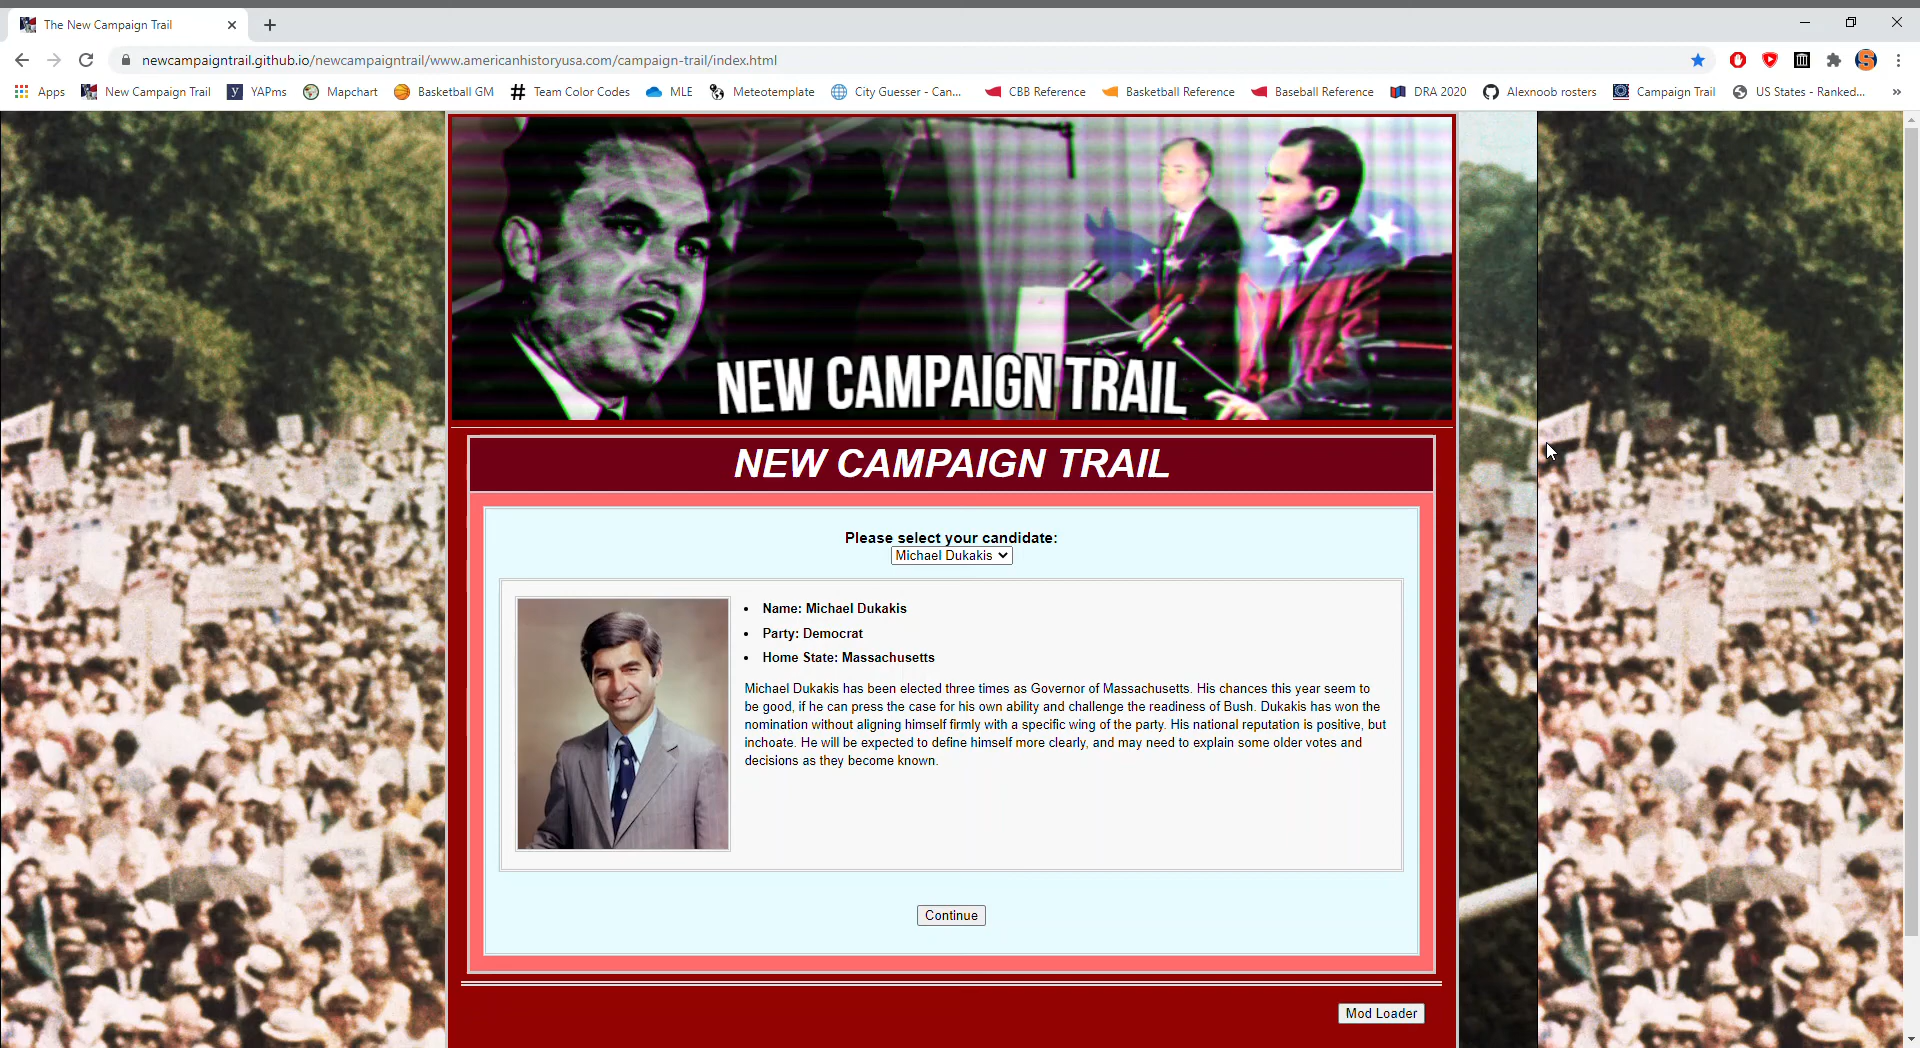 The New Campaign Trail
newcampaigntrail.github.io/newcampaigntrail/www.americanhistoryusa.com/campaign-trail/index.html
Apps New Campaign Trail YAPms Mapchart Basketball GM Team Color Codes MLE Meteotemplate City Guesser - Can... CBB Reference Basketball Reference Baseball Reference DRA 2020 Alexnoob rosters Campaign Trail US States - Ranked... »
NEW CAMPAIGN TRAIL
NEW CAMPAIGN TRAIL
Please select your candidate:
Michael Dukakis
• Name: Michael Dukakis
• Party: Democrat
• Home State: Massachusetts
Michael Dukakis has been elected three times as Governor of Massachusetts. His chances this year seem to
be good, if he can press the case for his own ability and challenge the readiness of Bush. Dukakis has won the
nomination without aligning himself firmly with a specific wing of the party. His national reputation is positive, but
inchoate. He will be expected to define himself more clearly, and may need to explain some older votes and
decisions as they become known.
Continue
Mod Loader